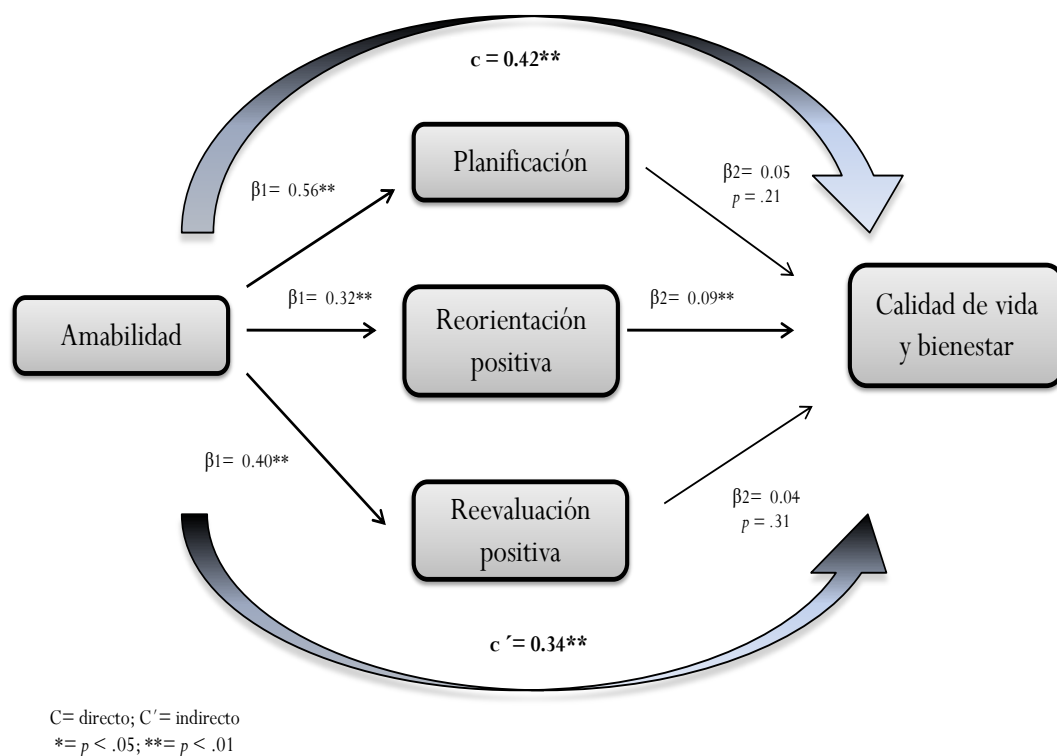 c = 0.42**
Planificación
β1= 0.56**
β2= 0.05
p = .21
Amabilidad
β1= 0.32**
Reorientación
positiva
β2= 0.09**
Calidad de vida
y bienestar
β1= 0.40**
Reevaluación
positiva
β2= 0.04
p = .31
c ´= 0.34**
C= directo; C´= indirecto
*= p < .05; **= p < .01